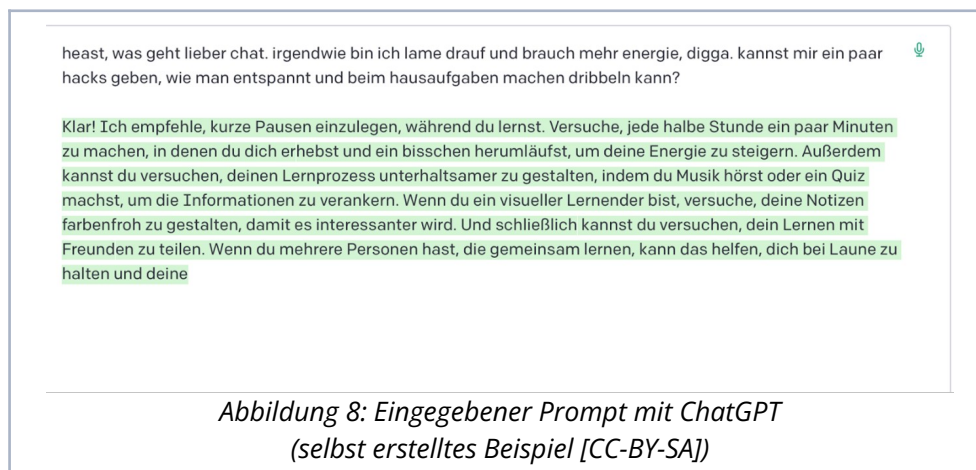 heast, was geht lieber chat. irgendwie bin ich lame drauf und brauch mehr energie, digga. kannst mir ein paar
hacks geben, wie man entspannt und beim hausaufgaben machen dribbeln kann?
Klar! Ich empfehle, kurze Pausen einzulegen, während du lernst. Versuche, jede halbe Stunde ein paar Minuten
zu machen, in denen du dich erhebst und ein bisschen herumläufst, um deine Energie zu steigern. Außerdem
kannst du versuchen, deinen Lernprozess unterhaltsamer zu gestalten, indem du Musik hörst oder ein Quiz
machst, um die Informationen zu verankern. Wenn du ein visueller Lernender bist, versuche, deine Notizen
farbenfroh zu gestalten, damit es interessanter wird. Und schließlich kannst du versuchen, dein Lernen mit
Freunden zu teilen. Wenn du mehrere Personen hast, die gemeinsam lernen, kann das helfen, dich bei Laune zu
halten und deine
Abbildung 8: Eingegebener Prompt mit ChatGPT
(selbst erstelltes Beispiel [CC-BY-SA])